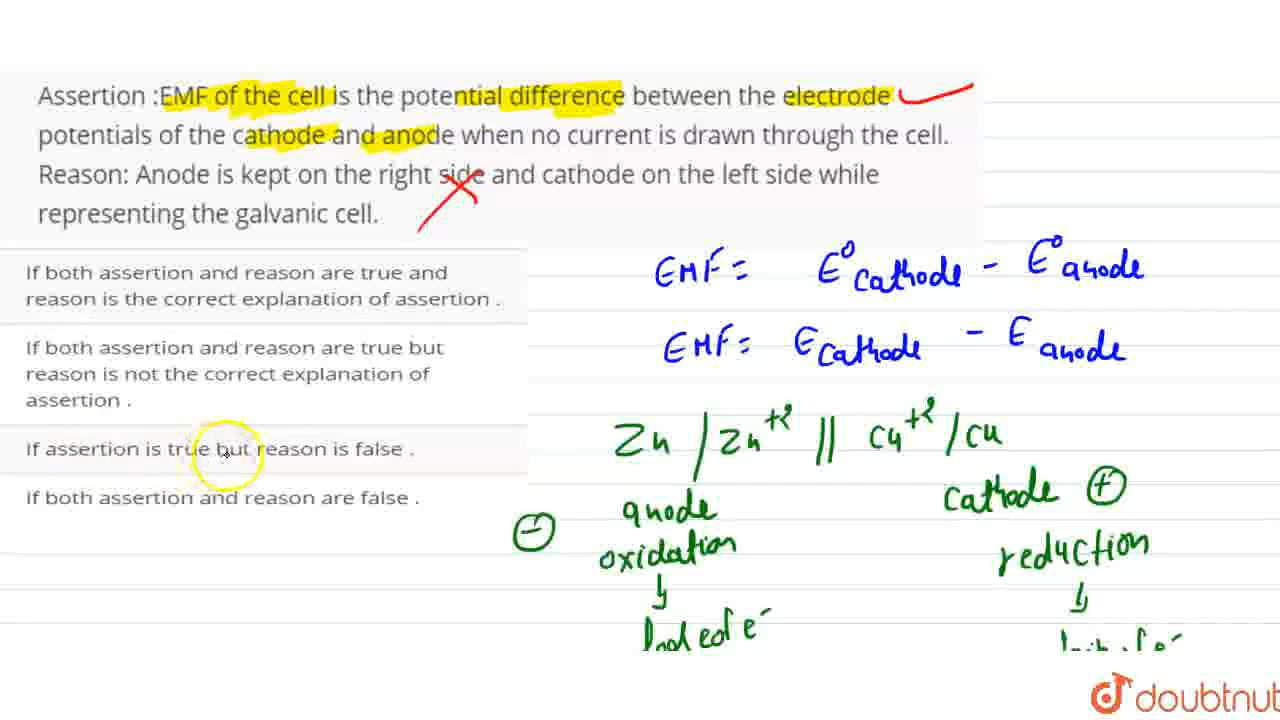 Assertion :EMF of the cell is the potential difference between the electrode
potentials of the cathode and anode when no current is drawn through the cell.
Reason: Anode is kept on the right side and cathode on the left side while
representing the galvanic cell.
If both assertion and reason are true and
reason is the correct explanation of assertion .
If both assertion and reason are true but
reason is not the correct explanation of
assertion .
If assertion is true but reason is false .
If both assertion and reason are false .
EMF = E⁰cathode - E⁰anode
EMF = Ecathode - Eanode
Zn / Zn⁺² || Cu⁺² / Cu
anode
cathode ⊕
⊖
oxidation
reduction
doubtnut